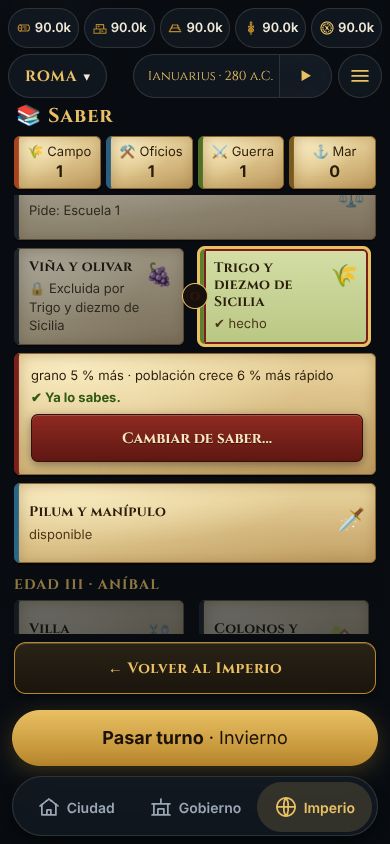 90.0k 90.0k 90.0k 90.0k 90.0k
ROMA ▾ Ianuarius · 280 a.C.
Saber
Campo Oficios Guerra Mar
1 1 1 0
Pide: Escuela 1
Viña y olivar
Excluida por
Trigo y diezmo de
Sicilia
Trigo y
diezmo de
Sicilia
✔ hecho
grano 5 % más · población crece 6 % más rápido
✔ Ya lo sabes.
Cambiar de saber…
Pilum y manípulo
disponible
EDAD III · ANÍBAL
Villa Colonos y
← Volver al Imperio
Pasar turno · Invierno
Ciudad Gobierno Imperio